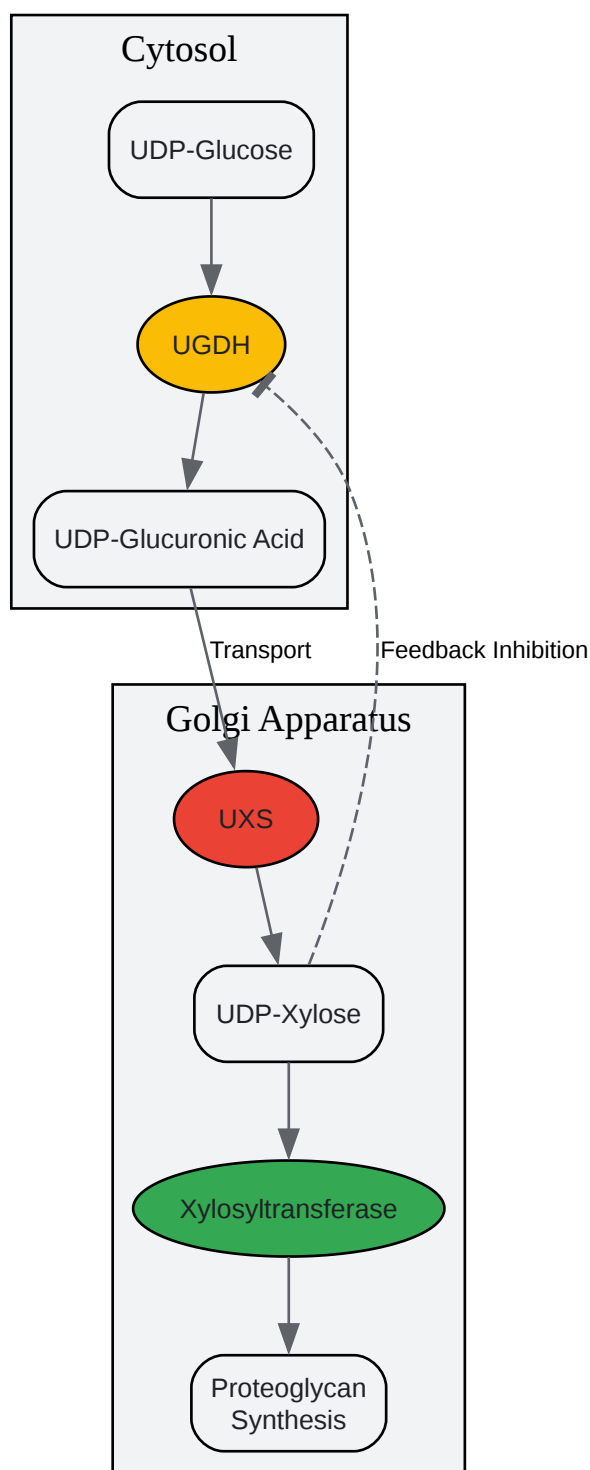 Cytosol
UDP-Glucose
UGDH
UDP-Glucuronic Acid
Transport
Feedback Inhibition
Golgi Apparatus
UXS
UDP-Xylose
Xylosyltransferase
Proteoglycan
Synthesis